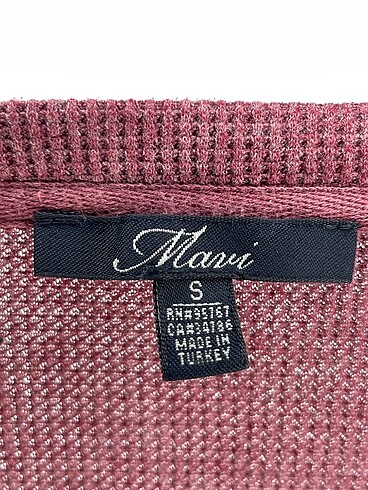 Mavi
S
RN#95767
CA#34786
MADE IN
TURKEY